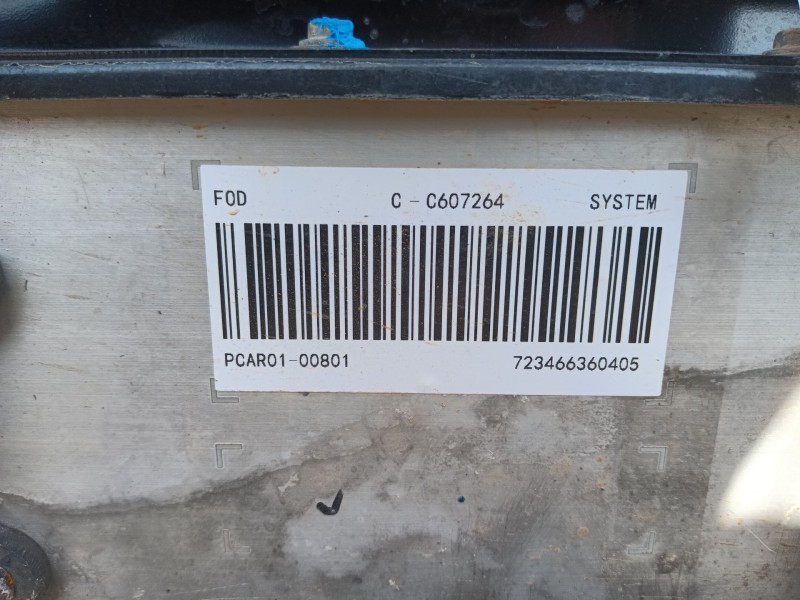 FOD C - C607264 SYSTEM
PCAR01-00801 723466360405